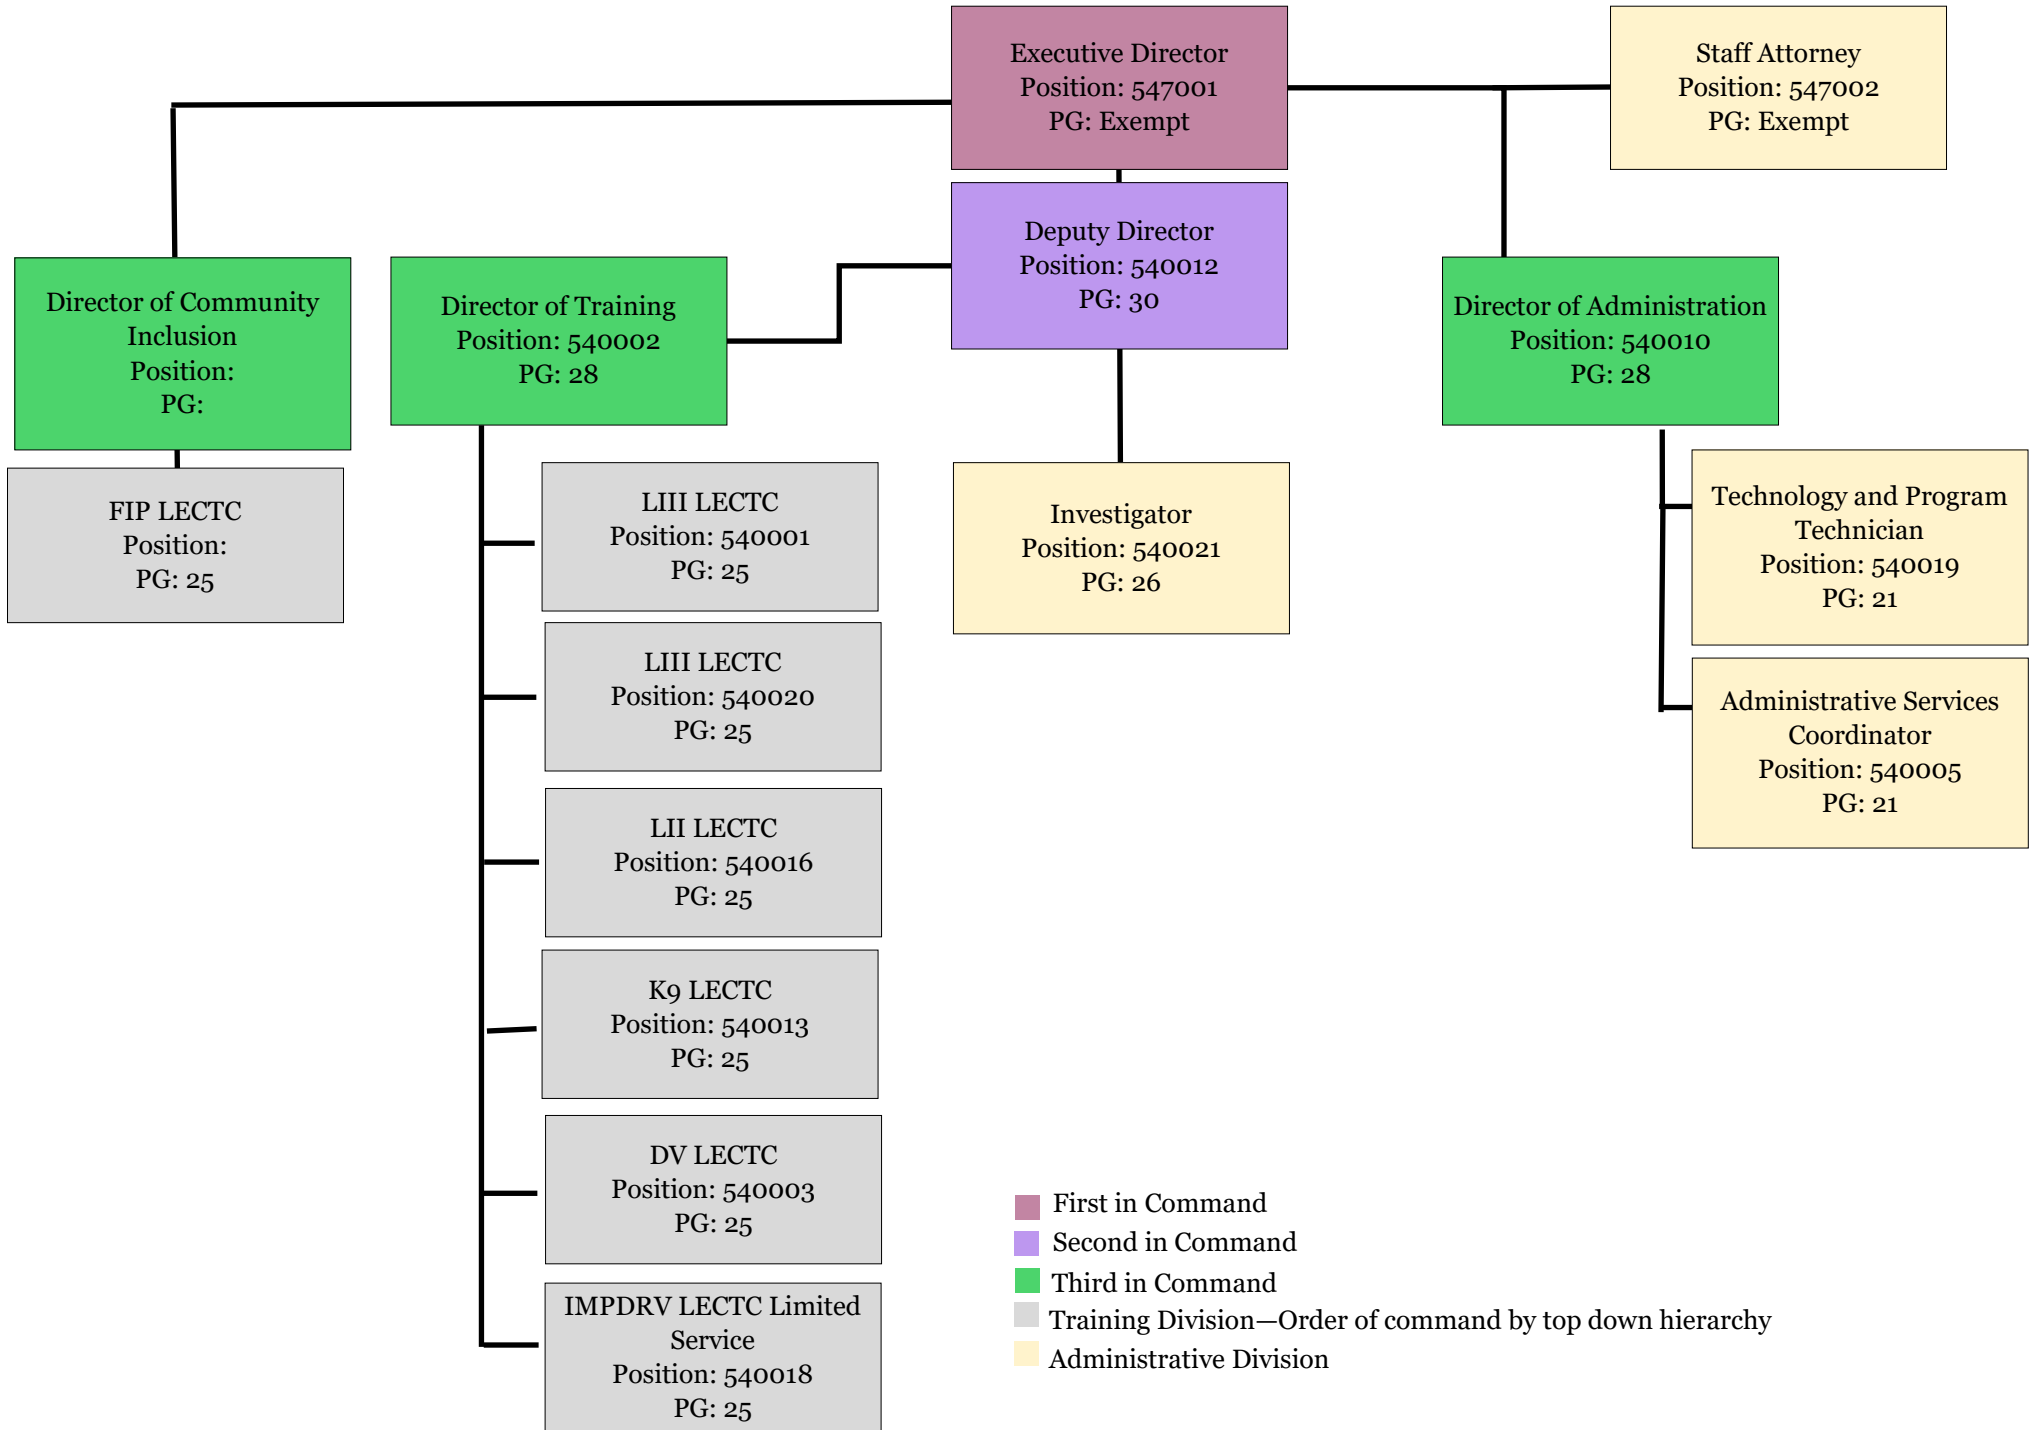 Executive Director
Position: 547001
PG: Exempt
Staff Attorney
Position: 547002
PG: Exempt
Deputy Director
Position: 540012
PG: 30
Director of Community
Inclusion
Position:
PG:
Director of Training
Position: 540002
PG: 28
Director of Administration
Position: 540010
PG: 28
FIP LECTC
Position:
PG: 25
LIII LECTC
Position: 540001
PG: 25
Investigator
Position: 540021
PG: 26
Technology and Program
Technician
Position: 540019
PG: 21
LIII LECTC
Position: 540020
PG: 25
Administrative Services
Coordinator
Position: 540005
PG: 21
LII LECTC
Position: 540016
PG: 25
K9 LECTC
Position: 540013
PG: 25
DV LECTC
Position: 540003
PG: 25
IMPDRV LECTC Limited
Service
Position: 540018
PG: 25
First in Command
Second in Command
Third in Command
Training Division—Order of command by top down hierarchy
Administrative Division